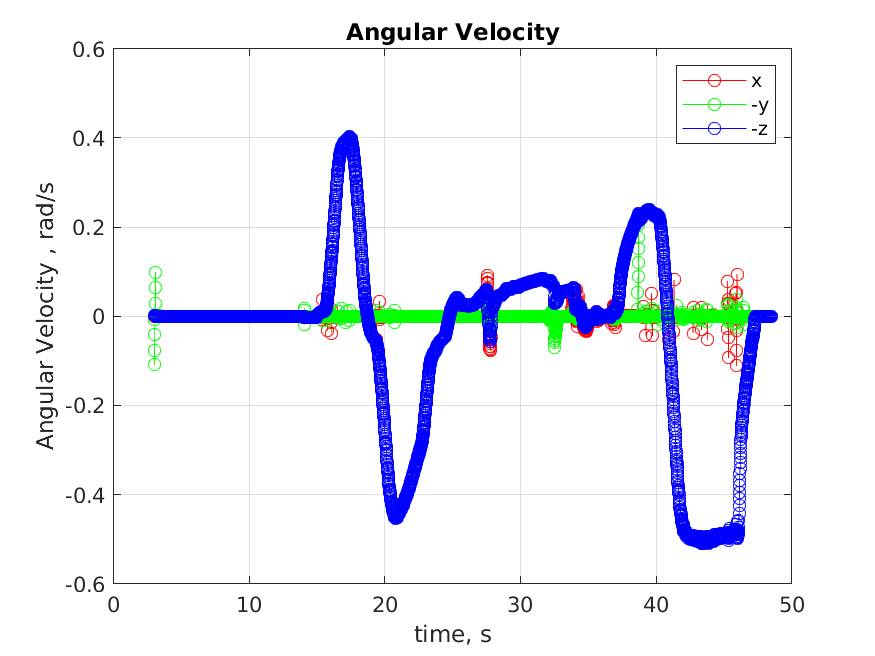 Angular Velocity
x
-y
-z
0.6
0.4
0.2
0
-0.2
-0.4
-0.6
Angular Velocity , rad/s
0 10 20 30 40 50
time, s